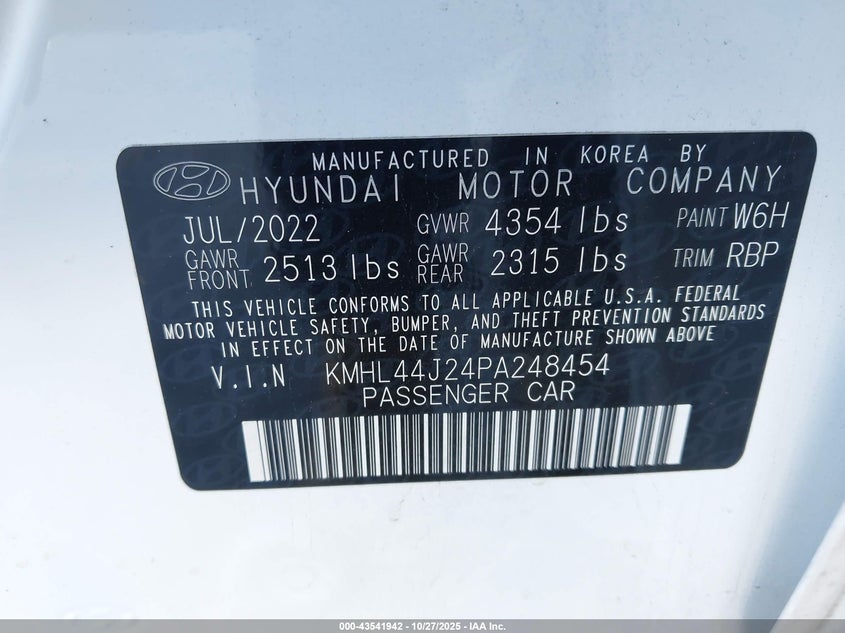 MANUFACTURED IN KOREA BY
HYUNDAI MOTOR COMPANY
JUL/2022 GVWR 4354 lbs PAINT W6H
GAWR FRONT 2513 lbs GAWR REAR 2315 lbs TRIM RBP
THIS VEHICLE CONFORMS TO ALL APPLICABLE U.S.A. FEDERAL
MOTOR VEHICLE SAFETY, BUMPER, AND THEFT PREVENTION STANDARDS
IN EFFECT ON THE DATE OF MANUFACTURE SHOWN ABOVE
V.I.N KMHL44J24PA248454
PASSENGER CAR
000-43541942 - 10/27/2025 - IAA Inc.